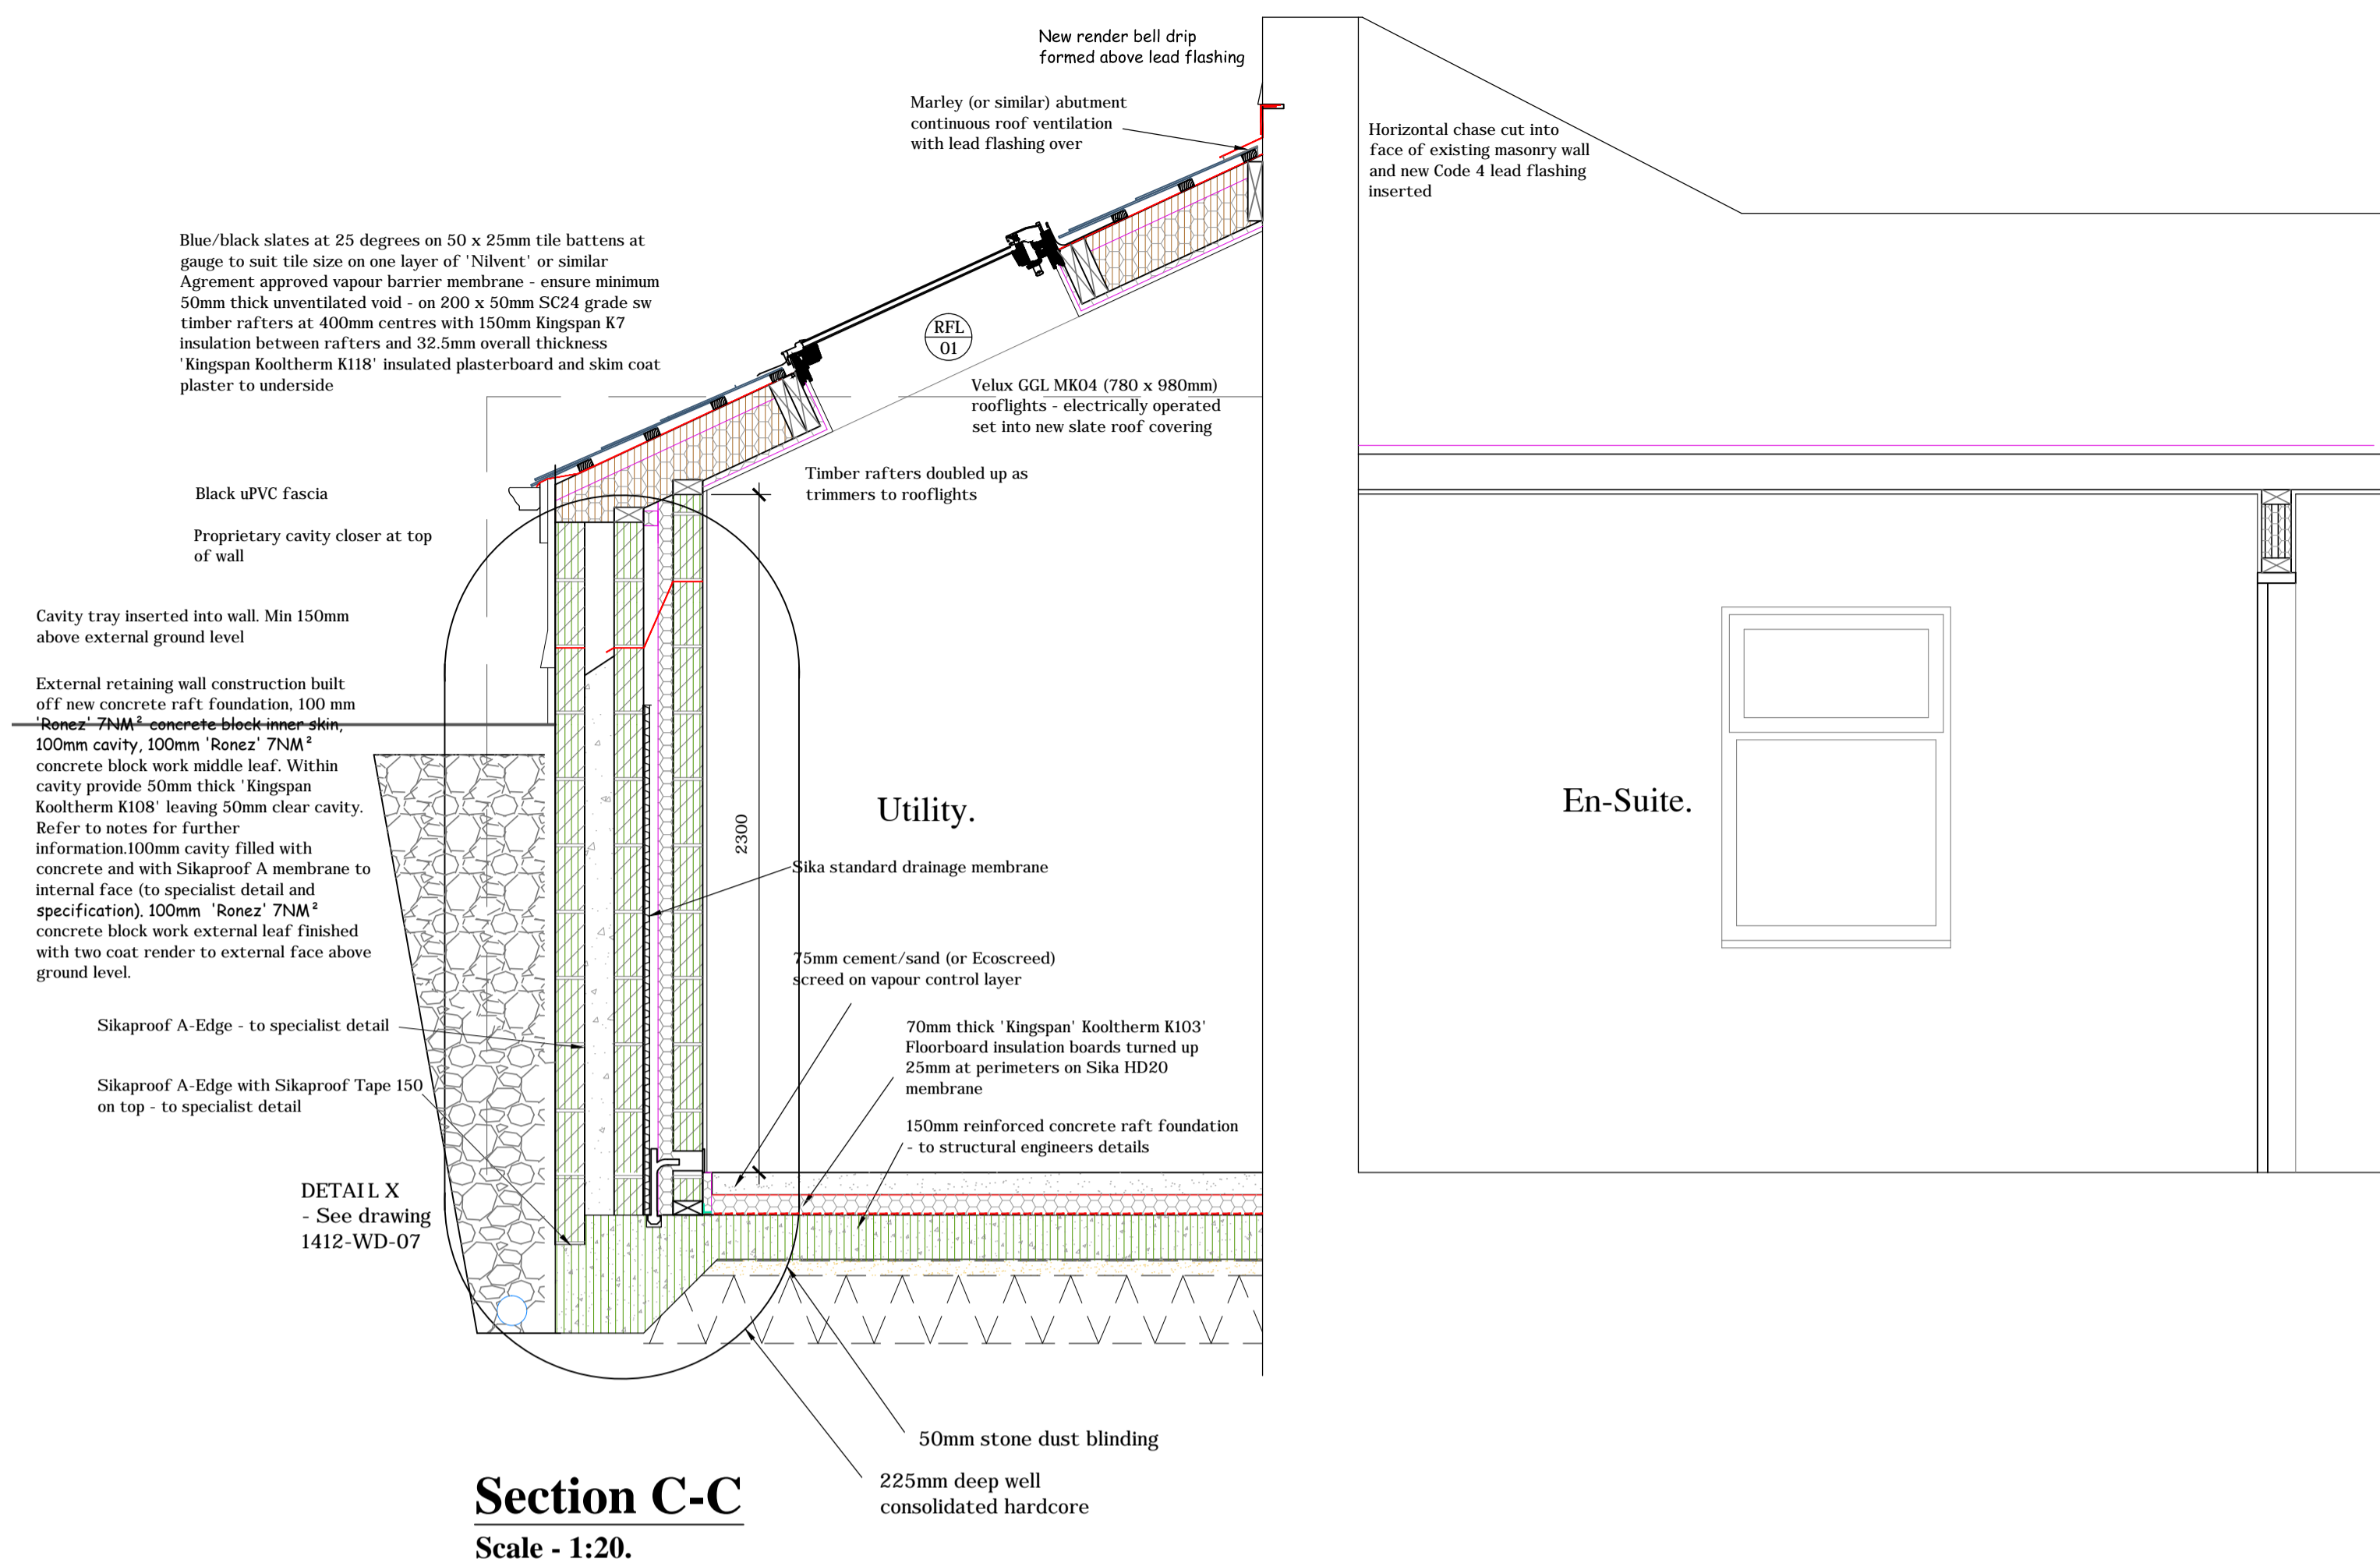 New render bell drip
formed above lead flashing
Marley (or similar) abutment
continuous roof ventilation
with lead flashing over
Horizontal chase cut into
face of existing masonry wall
and new Code 4 lead flashing
inserted
Blue/black slates at 25 degrees on 50 x 25mm tile battens at
gauge to suit tile size on one layer of 'Nilvent' or similar
Agrement approved vapour barrier membrane - ensure minimum
50mm thick unventilated void - on 200 x 50mm SC24 grade sw
timber rafters at 400mm centres with 150mm Kingspan K7
insulation between rafters and 32.5mm overall thickness
'Kingspan Kooltherm K118' insulated plasterboard and skim coat
plaster to underside
RFL
01
Velux GGL MK04 (780 x 980mm)
rooflights - electrically operated
set into new slate roof covering
Timber rafters doubled up as
trimmers to rooflights
Black uPVC fascia
Proprietary cavity closer at top
of wall
Cavity tray inserted into wall. Min 150mm
above external ground level
External retaining wall construction built
off new concrete raft foundation, 100 mm
'Ronez' 7NM² concrete block inner skin,
100mm cavity, 100mm 'Ronez' 7NM²
concrete block work middle leaf. Within
cavity provide 50mm thick 'Kingspan
Kooltherm K108' leaving 50mm clear cavity.
Refer to notes for further
information.100mm cavity filled with
concrete and with Sikaproof A membrane to
internal face (to specialist detail and
specification). 100mm 'Ronez' 7NM²
concrete block work external leaf finished
with two coat render to external face above
ground level.
2300
Utility.
En-Suite.
Sika standard drainage membrane
75mm cement/sand (or Ecoscreed)
screed on vapour control layer
Sikaproof A-Edge - to specialist detail
70mm thick 'Kingspan' Kooltherm K103'
Floorboard insulation boards turned up
25mm at perimeters on Sika HD20
membrane
Sikaproof A-Edge with Sikaproof Tape 150
on top - to specialist detail
150mm reinforced concrete raft foundation
- to structural engineers details
DETAIL X
- See drawing
1412-WD-07
50mm stone dust blinding
225mm deep well
consolidated hardcore
Section C-C
Scale - 1:20.